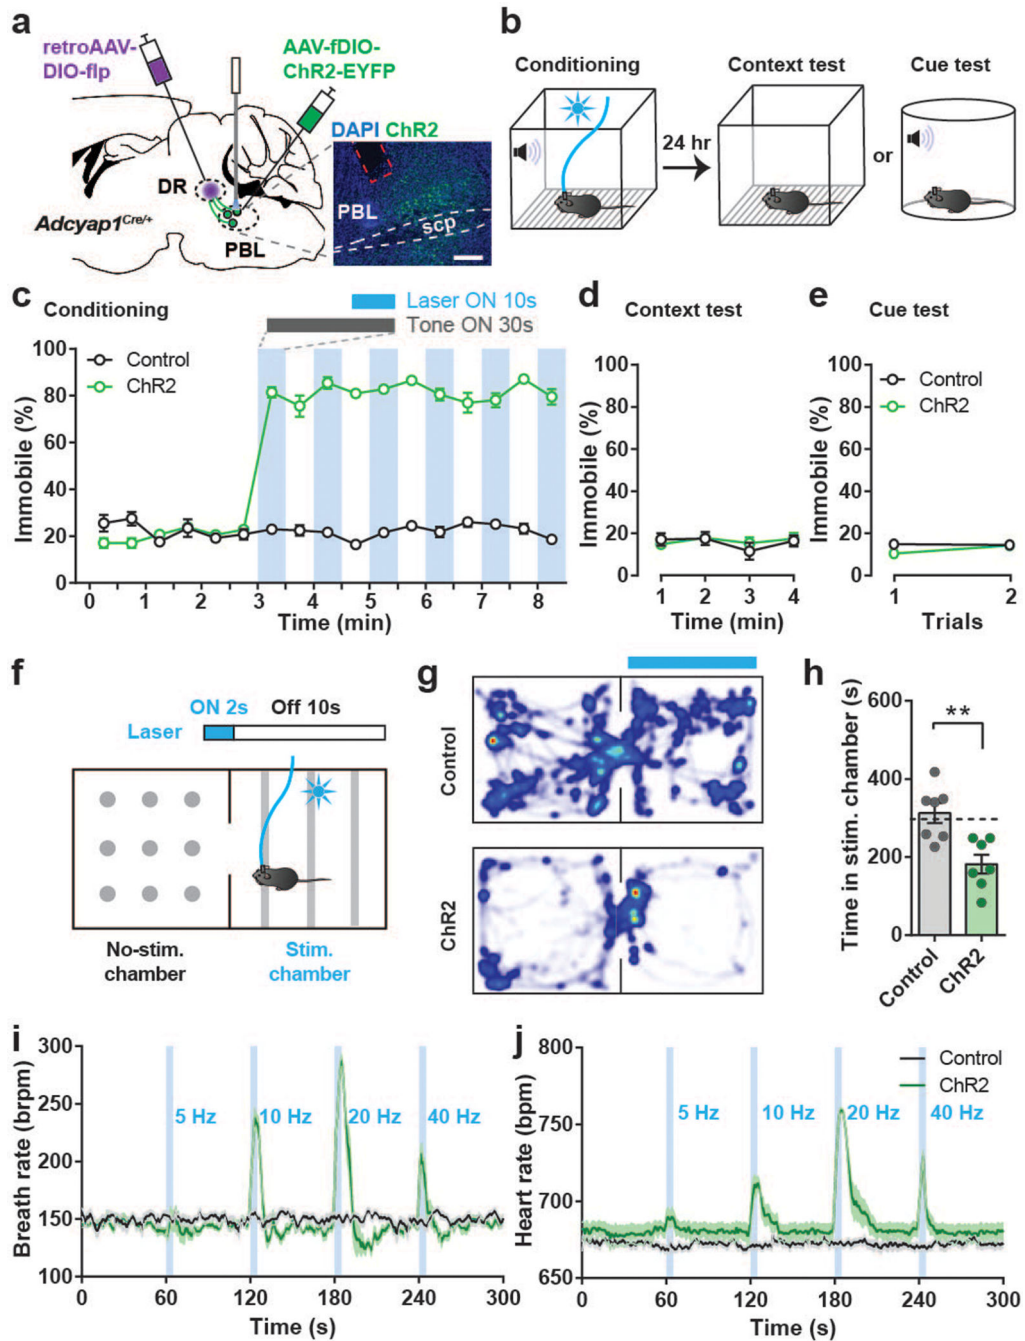 a
retroAAV-
DIO-flp
AAV-fDIO-
ChR2-EYFP
DAPI ChR2
DR
PBL
scp
Adcyap1Cre/+
PBL
b
Conditioning
Context test
Cue test
24 hr
or
c
Conditioning
Laser ON 10s
Tone ON 30s
Control
ChR2
Immobile (%)
100
80
60
40
20
0
0 1 2 3 4 5 6 7 8
Time (min)
d
Context test
Immobile (%)
100
80
60
40
20
0
1 2 3 4
Time (min)
e
Cue test
Control
ChR2
Immobile (%)
100
80
60
40
20
0
1 2
Trials
f
ON 2s Off 10s
Laser
No-stim.
chamber
Stim.
chamber
g
Control
ChR2
h
Time in stim. chamber (s)
600
400
200
0
**
Control
ChR2
i
Breath rate (brpm)
300
250
200
150
100
5 Hz 10 Hz 20 Hz 40 Hz
0 60 120 180 240 300
Time (s)
j
Heart rate (bpm)
800
750
700
650
Control
ChR2
5 Hz 10 Hz 20 Hz 40 Hz
0 60 120 180 240 300
Time (s)